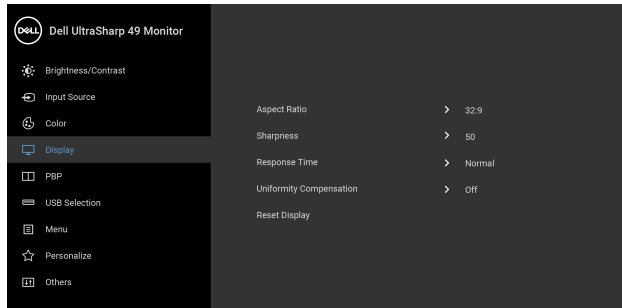 DELL Dell UltraSharp 49 Monitor
Brightness/Contrast
Input Source
Color
Display
PBP
USB Selection
Menu
Personalize
Others
Aspect Ratio > 32:9
Sharpness > 50
Response Time > Normal
Uniformity Compensation > Off
Reset Display